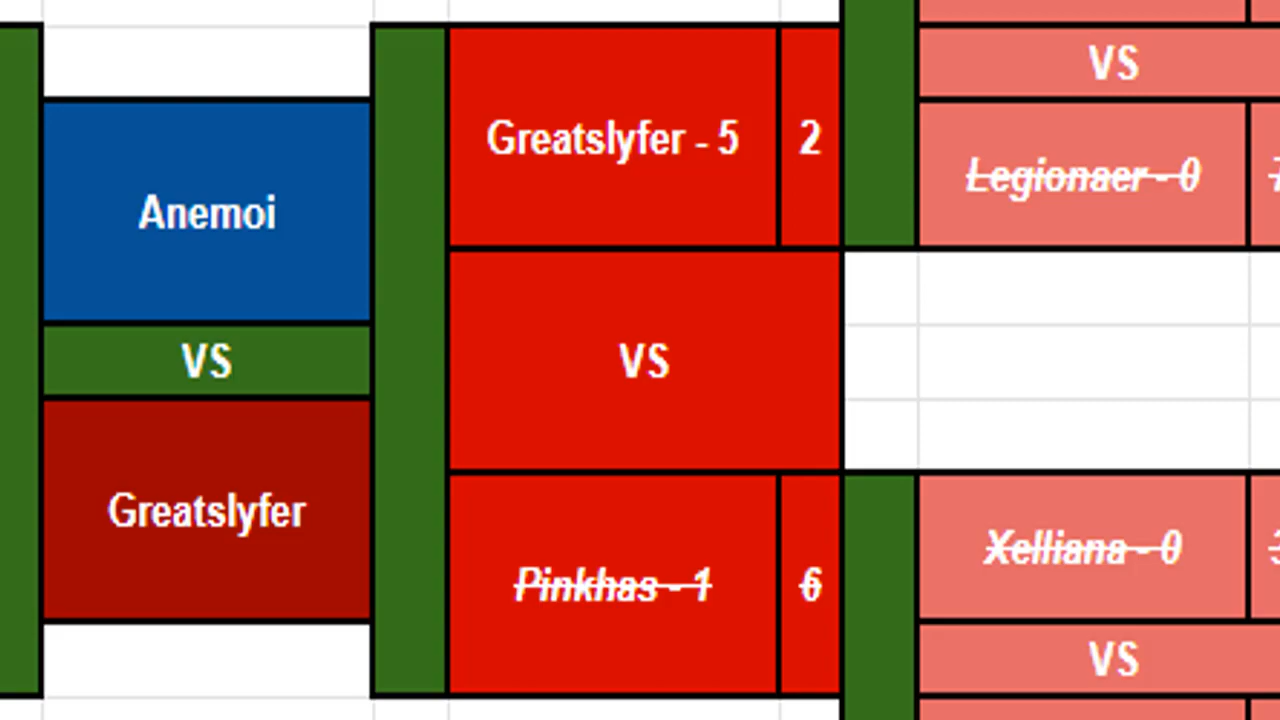 Anemoi
VS
Greatslyfer
Greatslyfer - 5
2
VS
Pinkhas - 1
6
VS
Legionaer - 0
Xelliana - 0
VS